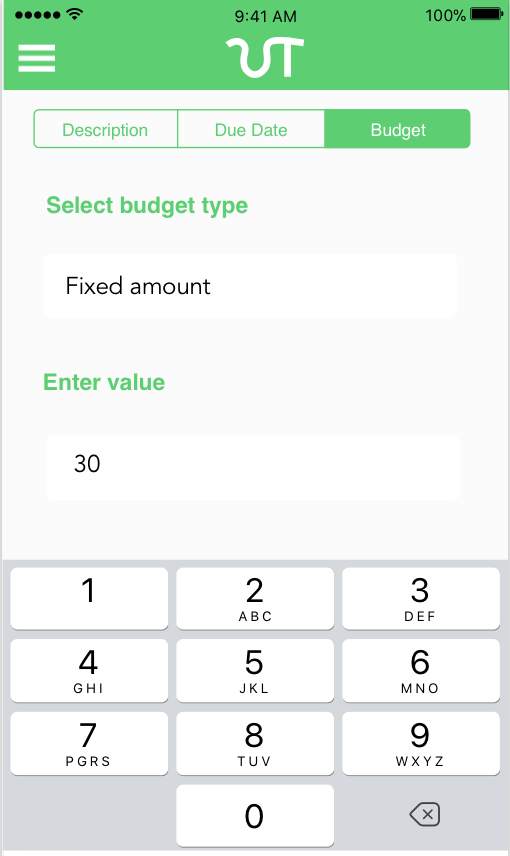 9:41 AM 100%
UT
Description Due Date Budget
Select budget type
Fixed amount
Enter value
30
1 2 3
ABC DEF
4 5 6
GHI JKL MNO
7 8 9
PGRS TUV WXYZ
0